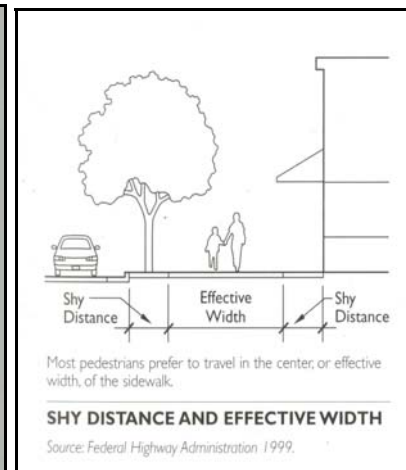 Shy
Distance
Effective
Width
Shy
Distance
Most pedestrians prefer to travel in the center, or effective
width, of the sidewalk.
SHY DISTANCE AND EFFECTIVE WIDTH
Source: Federal Highway Administration 1999.